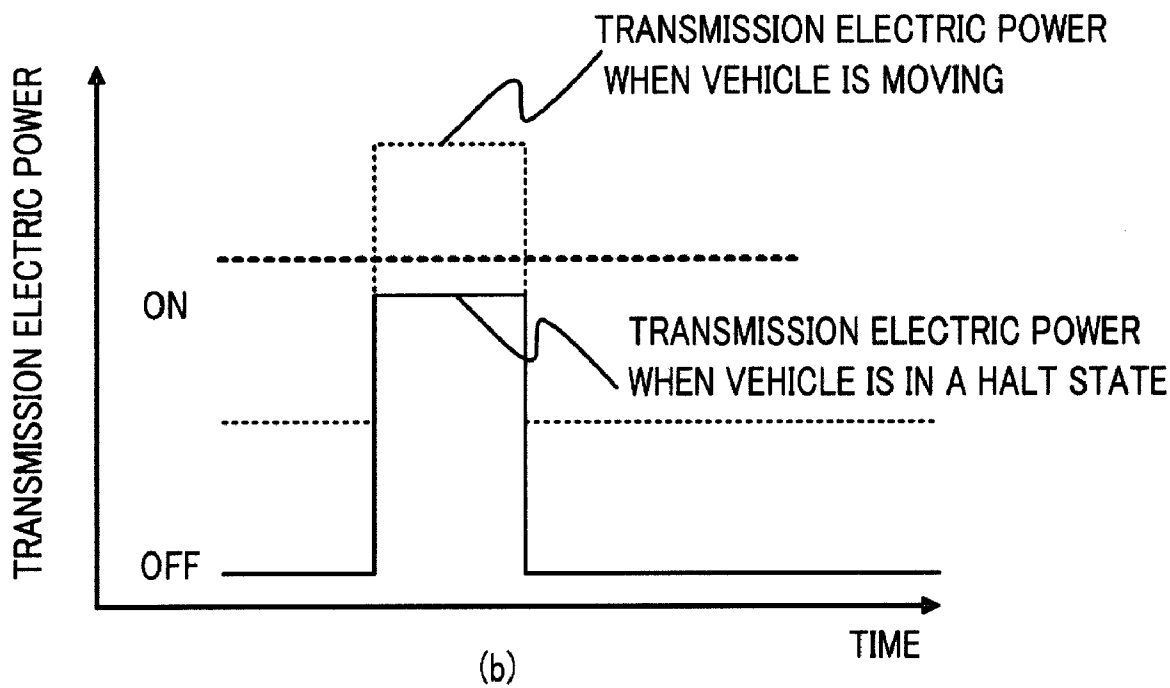 TRANSMISSION ELECTRIC POWER
WHEN VEHICLE IS MOVING
TRANSMISSION ELECTRIC POWER
ON
TRANSMISSION ELECTRIC POWER
WHEN VEHICLE IS IN A HALT STATE
OFF
TIME
(b)